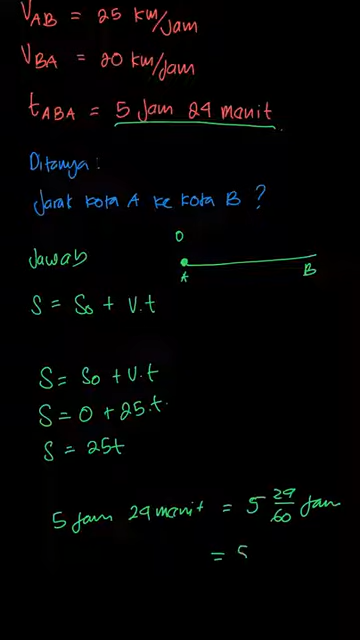 V_AB = 25 km/jam
V_BA = 20 km/jam
t_ABA = 5 jam 24 menit
Ditanya:
Jarak kota A ke kota B ?
0
Jawab
A B
S = S₀ + V.t
S = S₀ + V.t
S = 0 + 25.t
S = 25t
5 jam 24 menit = 5 24/60 jam
= 5